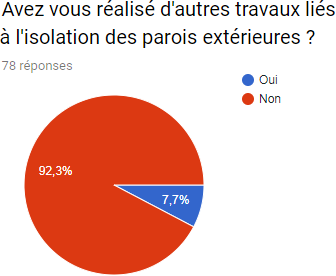 Avez vous réalisé d'autres travaux liés
à l'isolation des parois extérieures ?
78 réponses
Oui
Non
92,3%
7,7%